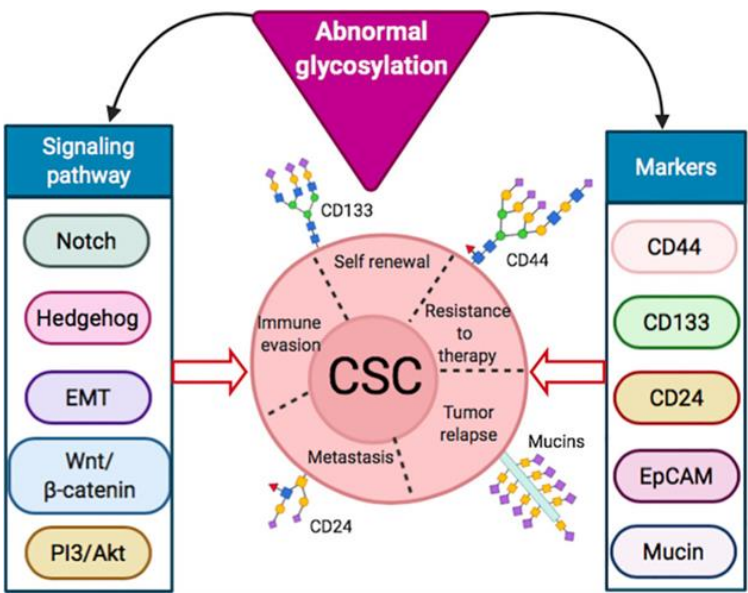 Abnormal
glycosylation
Signaling
pathway
Notch
Hedgehog
EMT
Wnt/
β-catenin
PI3/Akt
CD133
CD44
Self renewal
Immune
evasion
Resistance
to
therapy
CSC
Tumor
relapse
Metastasis
Mucins
CD24
Markers
CD44
CD133
CD24
EpCAM
Mucin